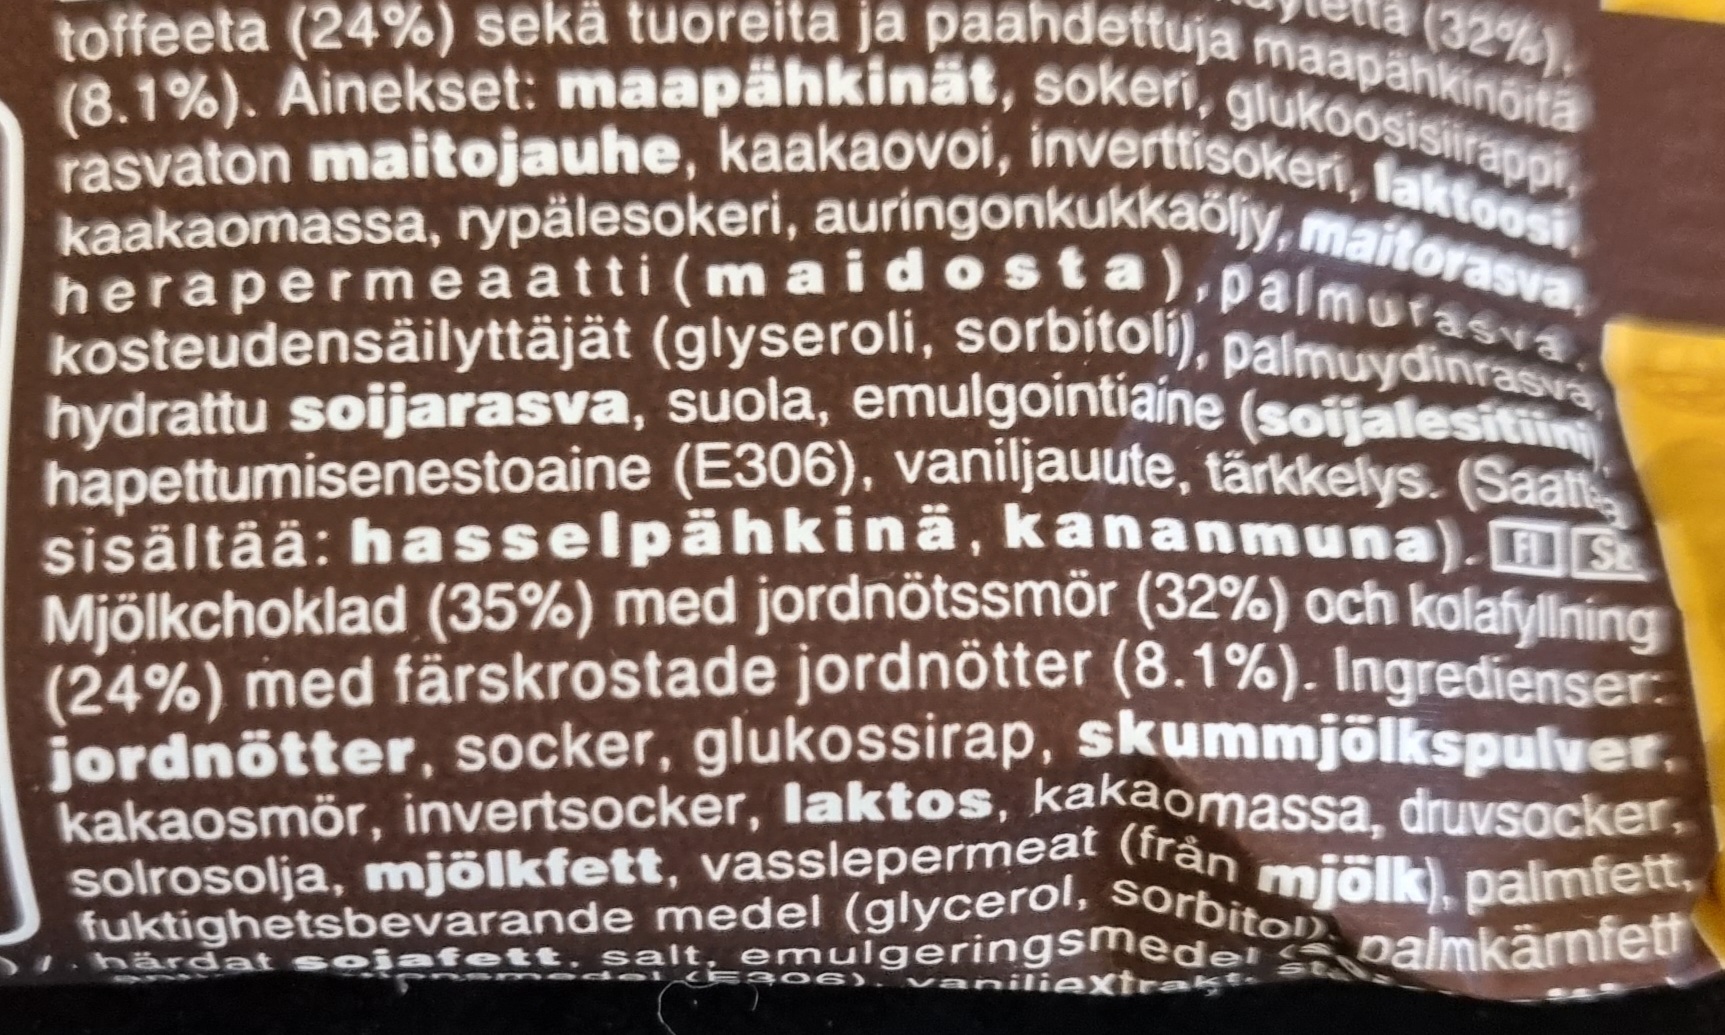 toffeeta (24%) sekä tuoreita ja paahdettuja maapähkinöitä (32%),
(8.1%). Ainekset: maapähkinät, sokeri, glukoosisiirappi,
rasvaton maitojauhe, kaakaovoi, inverttisokeri, laktoosi,
kaakaomassa, rypälesokeri, auringonkukkaöljy, maitorasva,
herapermeaatti (maidosta), palmurasva,
kosteudensäilyttäjät (glyseroli, sorbitoli), palmuydinrasva,
hydrattu soijarasva, suola, emulgointiaine (soijalesitiini),
hapettumisenestoaine (E306), vaniljauute, tärkkelys. (Saattaa
sisältää: hasselpähkinä, kananmuna). FI SE
Mjölkchoklad (35%) med jordnötssmör (32%) och kolafyllning
(24%) med färskrostade jordnötter (8.1%). Ingredienser:
jordnötter, socker, glukossirap, skummjölkspulver,
kakaosmör, invertsocker, laktos, kakaomassa, druvsocker,
solrosolja, mjölkfett, vasslepermeat (från mjölk), palmfett,
fuktighetsbevarande medel (glycerol, sorbitol), palmkärnfett
härdat sojafett, salt, emulgeringsmedel
(E306), vaniljextrakt,